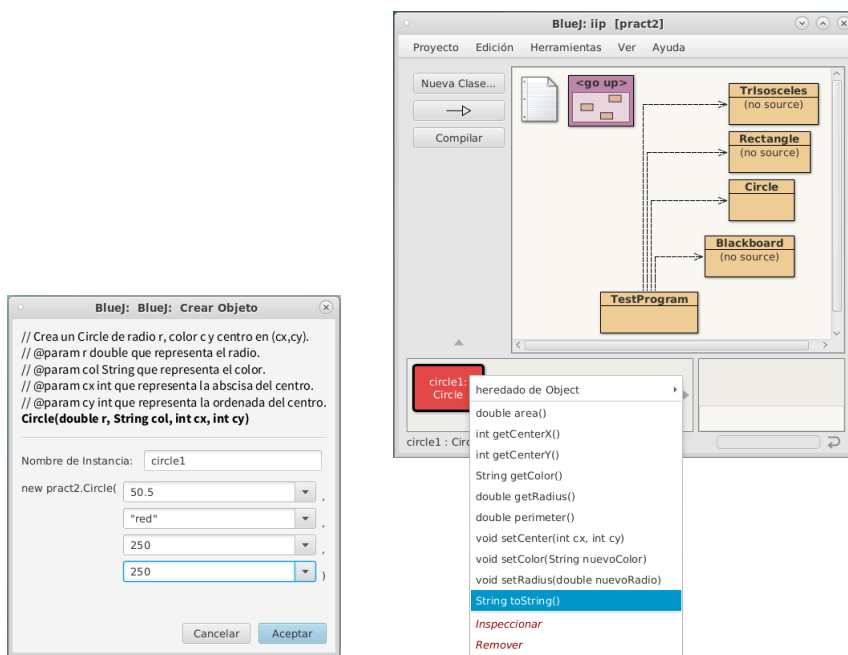 BlueJ: BlueJ: Crear Objeto
// Crea un Circle de radio r, color c y centro en (cx,cy).
// @param r double que representa el radio.
// @param col String que representa el color.
// @param cx int que representa la abscisa del centro.
// @param cy int que representa la ordenada del centro.
Circle(double r, String col, int cx, int cy)
Nombre de Instancia: circle1
new pract2.Circle( 50.5 ,
"red" ,
250 ,
250 )
Cancelar Aceptar
BlueJ: iip [pract2]
Proyecto Edición Herramientas Ver Ayuda
Nueva Clase...
Compilar
<go up>
TrIsosceles
(no source)
Rectangle
(no source)
Circle
Blackboard
(no source)
TestProgram
circle1:
Circle
circle1 : Circ
heredado de Object
double area()
int getCenterX()
int getCenterY()
String getColor()
double getRadius()
double perimeter()
void setCenter(int cx, int cy)
void setColor(String nuevoColor)
void setRadius(double nuevoRadio)
String toString()
Inspeccionar
Remover